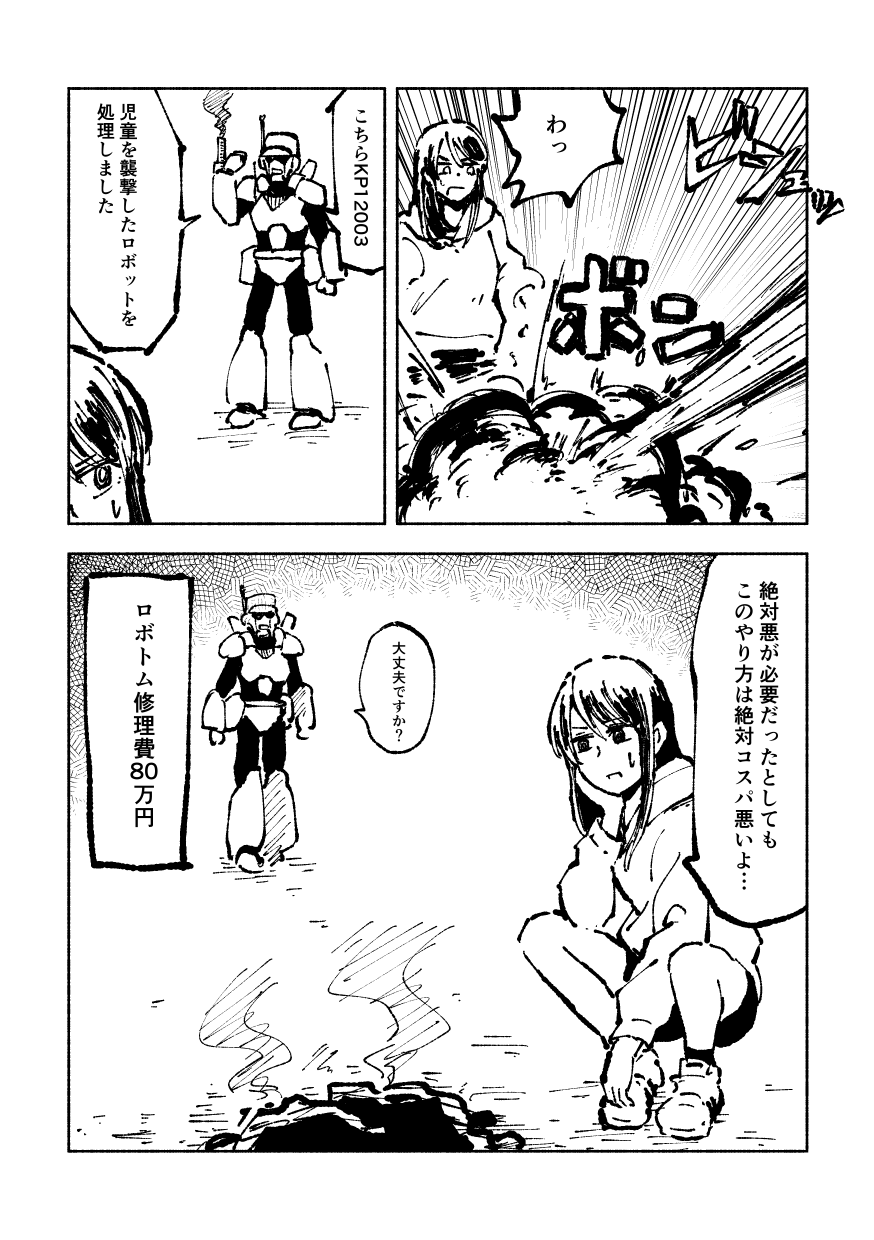 わっ
ビッ
ボン
こちらKP12003
児童を襲撃したロボットを
処理しました
絶対悪が必要だったとしても
このやり方は絶対コスパ悪いよ…
大丈夫ですか?
ロボトム修理費80万円